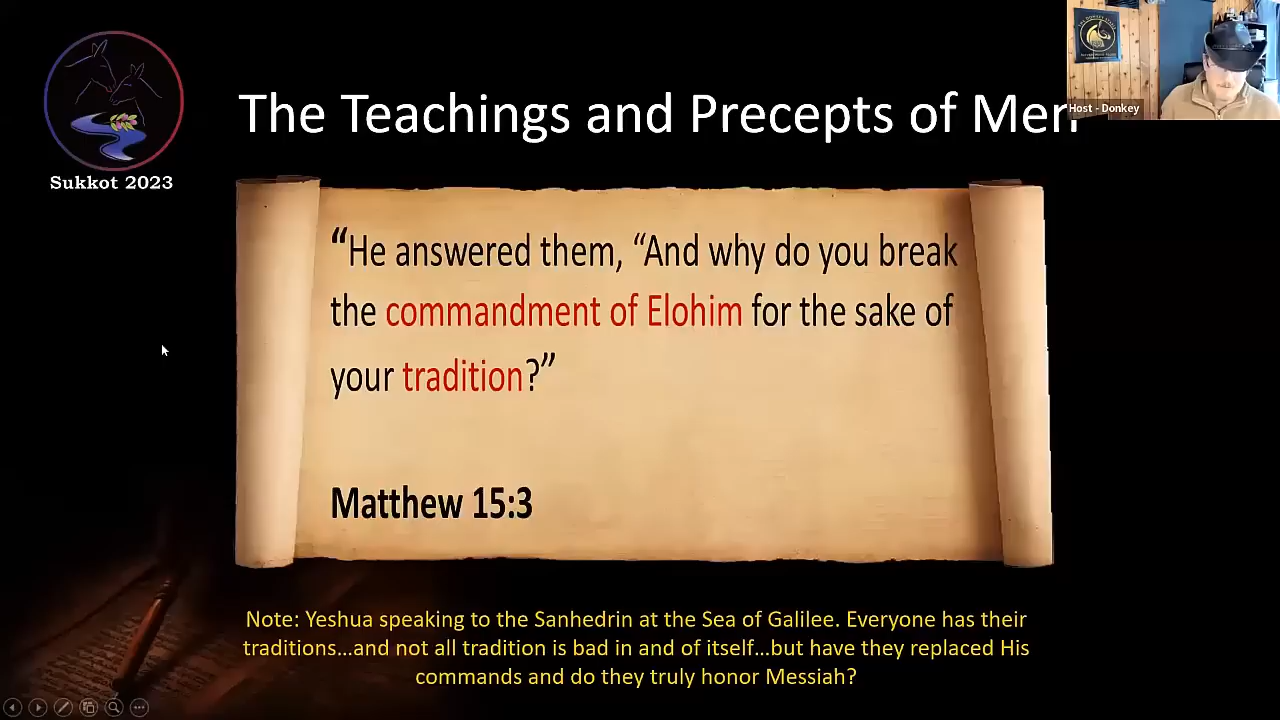 The Teachings and Precepts of Men
Host - Donkey
Sukkot 2023
“He answered them, “And why do you break
the commandment of Elohim for the sake of
your tradition?”
Matthew 15:3
Note: Yeshua speaking to the Sanhedrin at the Sea of Galilee. Everyone has their
traditions…and not all tradition is bad in and of itself…but have they replaced His
commands and do they truly honor Messiah?